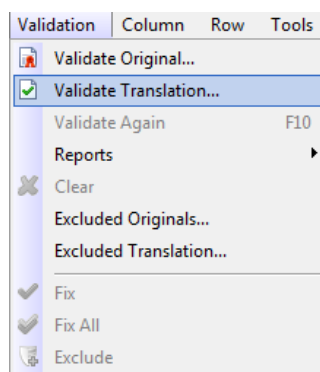 Validation Column Row Tools
Validate Original...
Validate Translation...
Validate Again F10
Reports
Clear
Excluded Originals...
Excluded Translation...
Fix
Fix All
Exclude